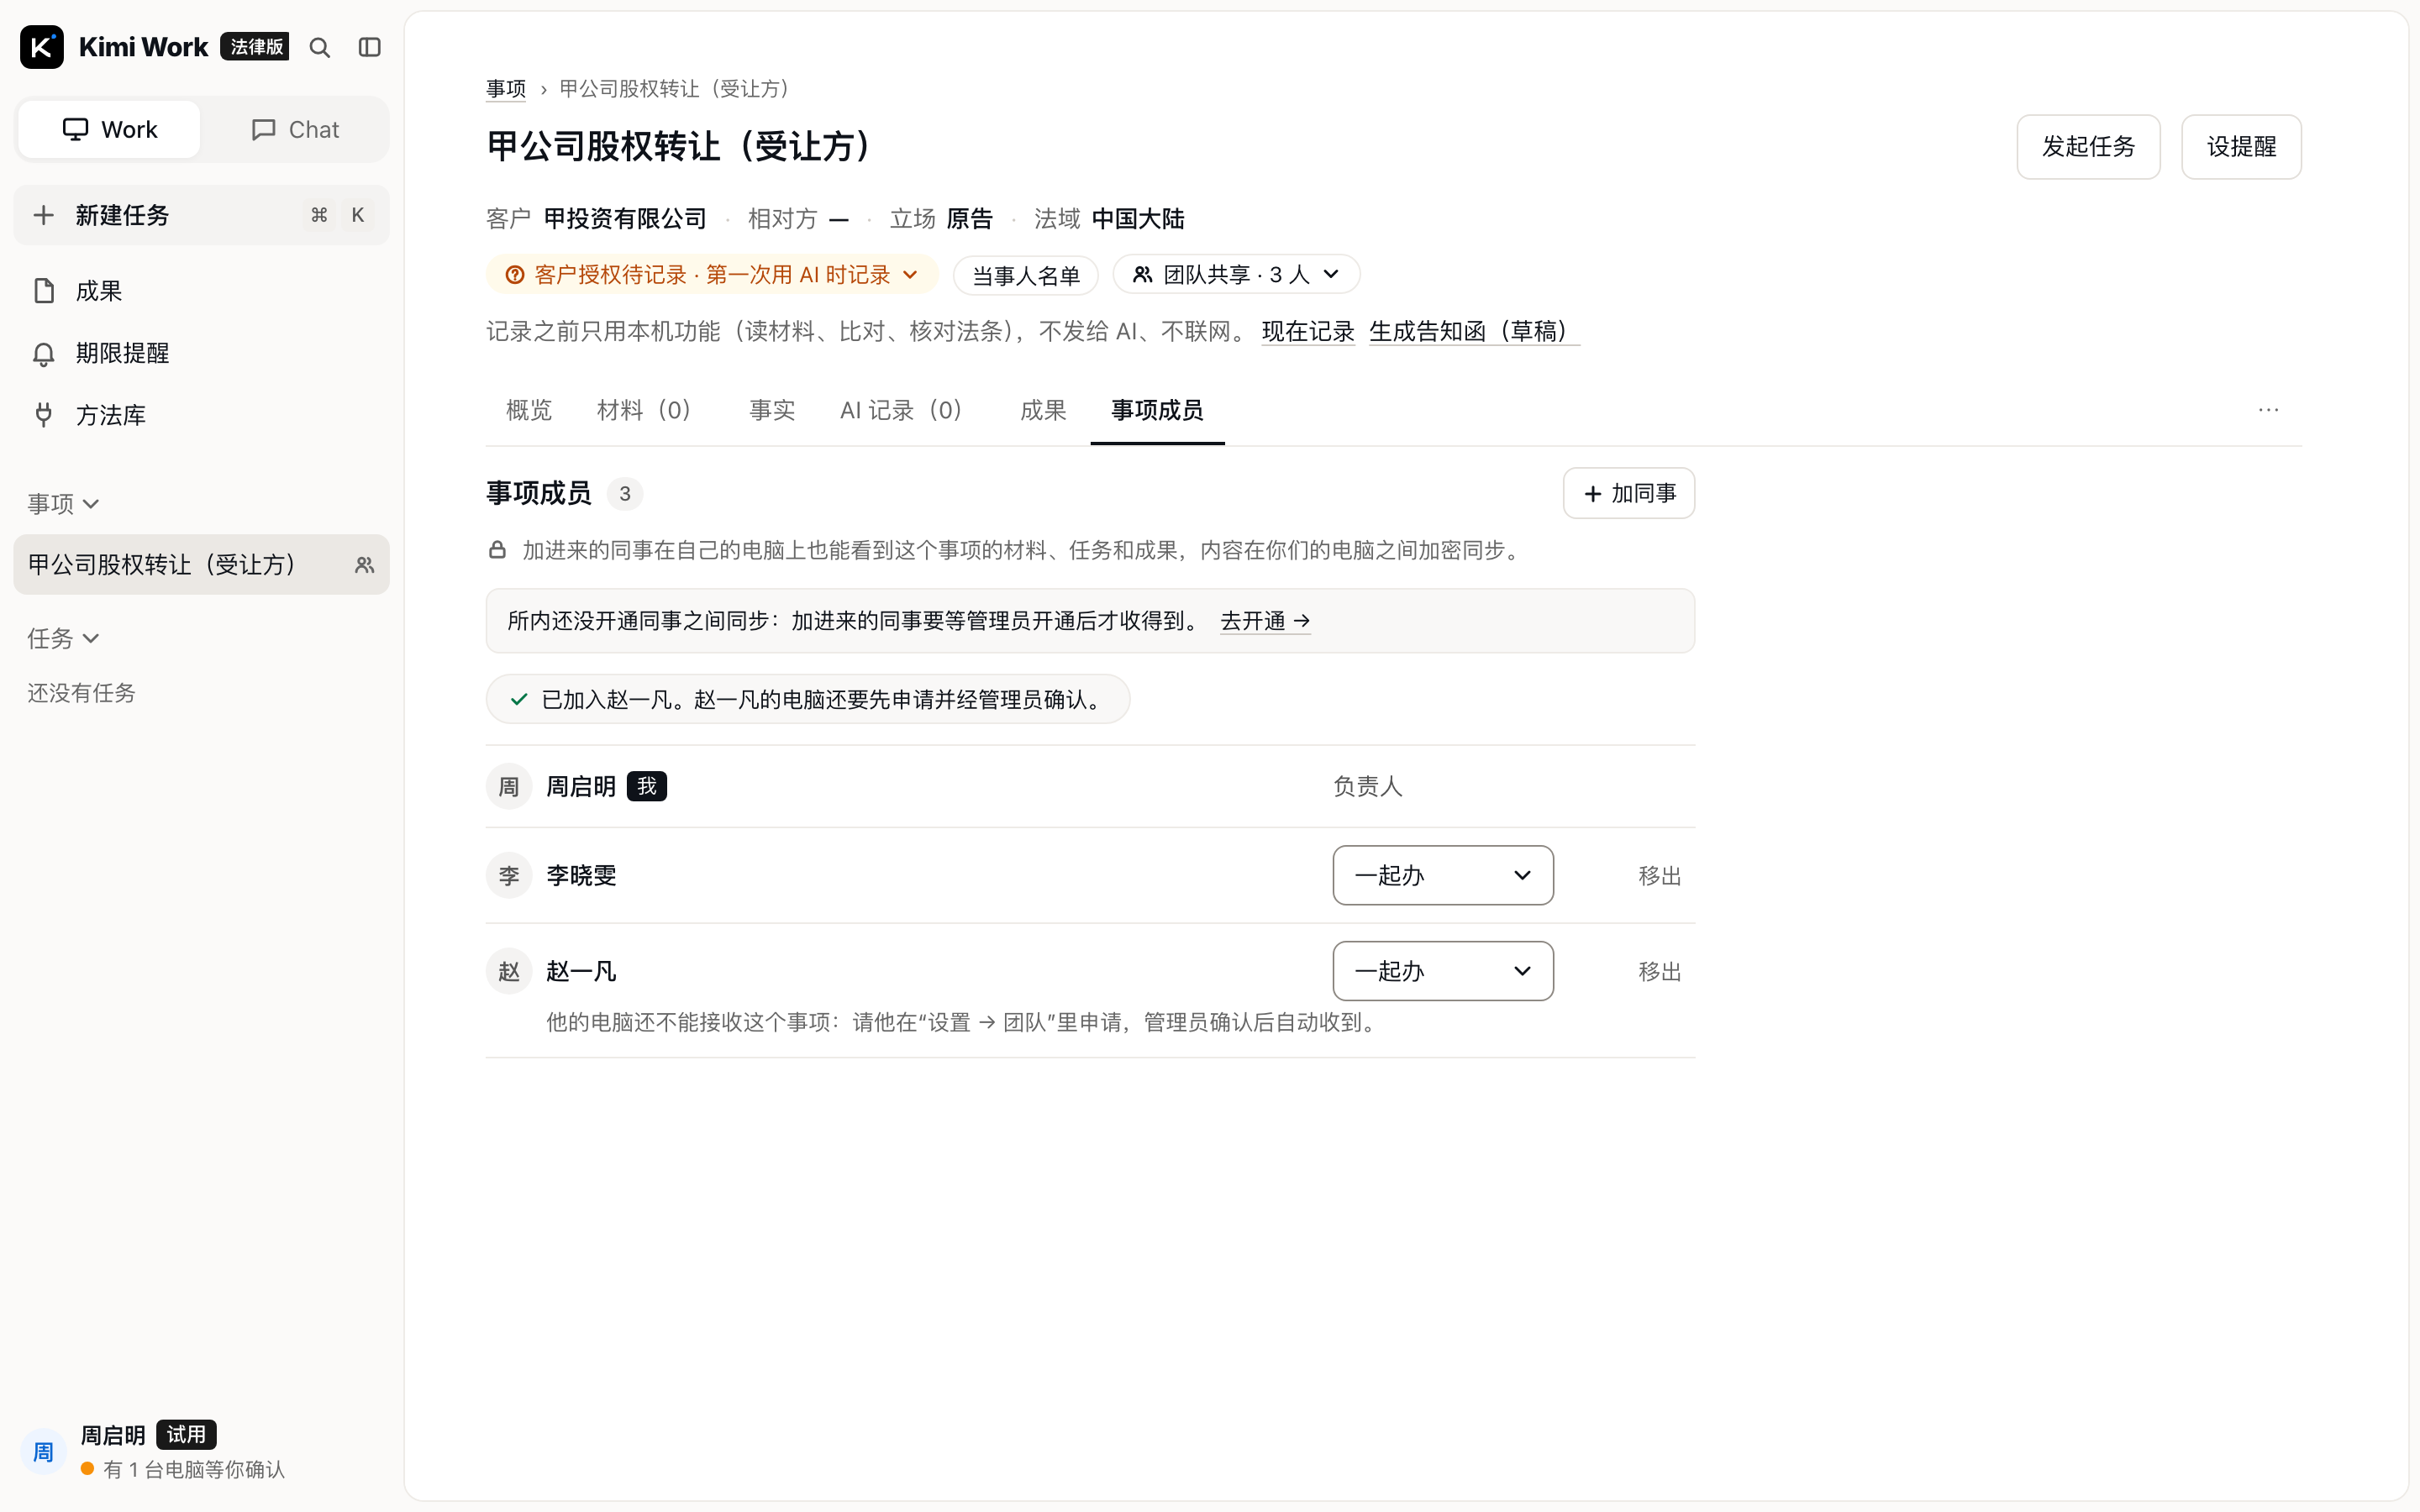 Kimi Work 法律版
Work
Chat
新建任务 ⌘ K
成果
期限提醒
方法库
事项
甲公司股权转让（受让方）
任务
还没有任务
周 周启明 试用
有 1 台电脑等你确认
事项 › 甲公司股权转让（受让方）
甲公司股权转让（受让方）
发起任务 设提醒
客户 甲投资有限公司 · 相对方 — · 立场 原告 · 法域 中国大陆
客户授权待记录 · 第一次用 AI 时记录 当事人名单 团队共享 · 3 人
记录之前只用本机功能（读材料、比对、核对法条），不发给 AI、不联网。 现在记录 生成告知函（草稿）
概览 材料（0） 事实 AI 记录（0） 成果 事项成员 ···
事项成员 3 + 加同事
加进来的同事在自己的电脑上也能看到这个事项的材料、任务和成果，内容在你们的电脑之间加密同步。
所内还没开通同事之间同步：加进来的同事要等管理员开通后才收得到。 去开通 →
已加入赵一凡。赵一凡的电脑还要先申请并经管理员确认。
周 周启明 我 负责人
李 李晓雯 一起办 移出
赵 赵一凡 一起办 移出
他的电脑还不能接收这个事项：请他在“设置 → 团队”里申请，管理员确认后自动收到。